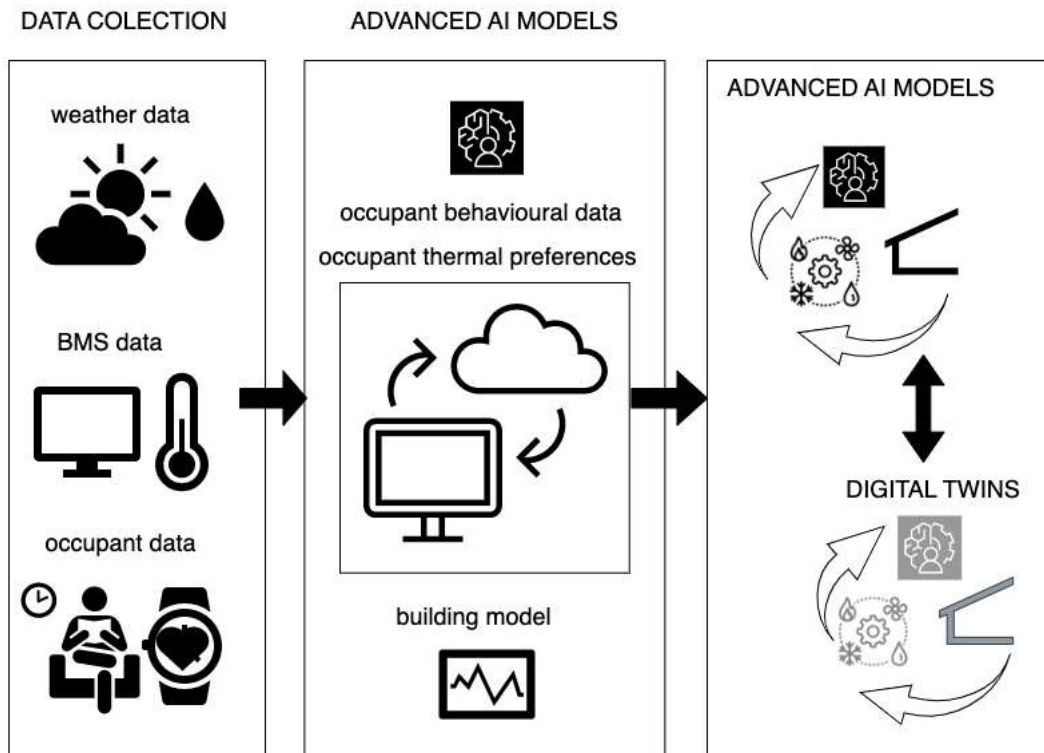 DATA COLECTION
weather data
BMS data
occupant data
ADVANCED AI MODELS
occupant behavioural data
occupant thermal preferences
building model
ADVANCED AI MODELS
DIGITAL TWINS